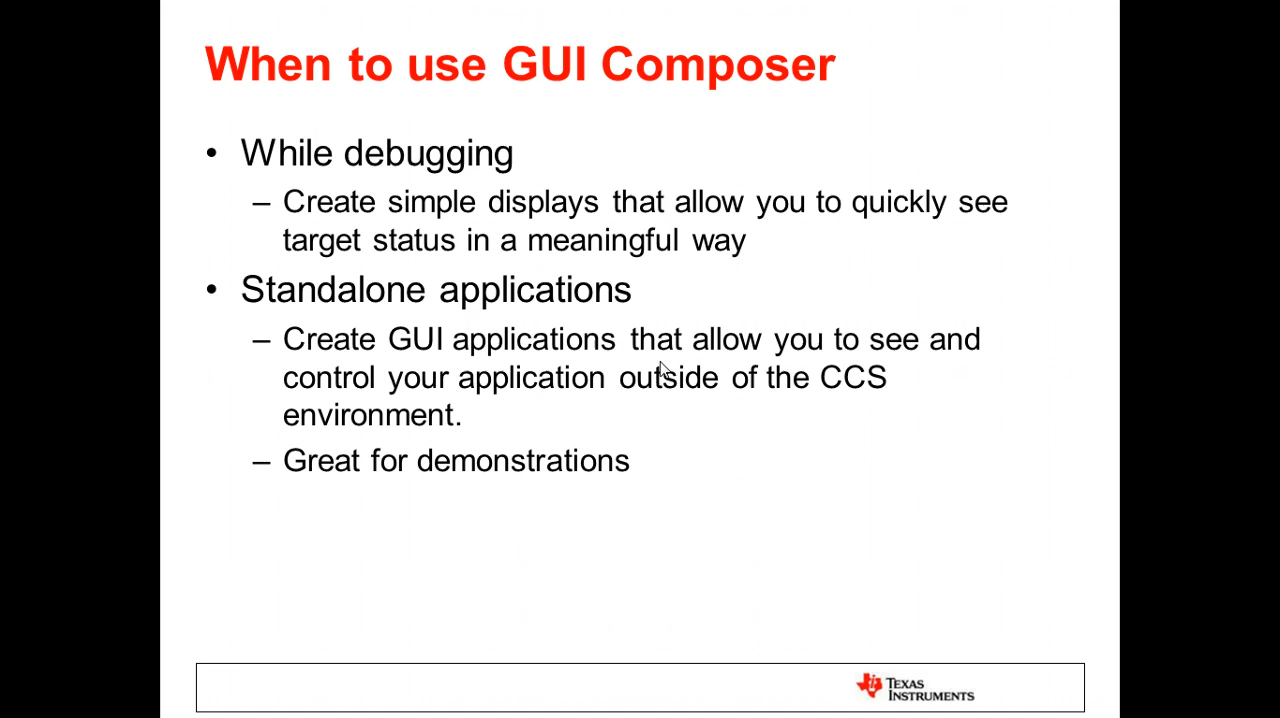 When to use GUI Composer
• While debugging
– Create simple displays that allow you to quickly see
target status in a meaningful way
• Standalone applications
– Create GUI applications that allow you to see and
control your application outside of the CCS
environment.
– Great for demonstrations
TEXAS
INSTRUMENTS